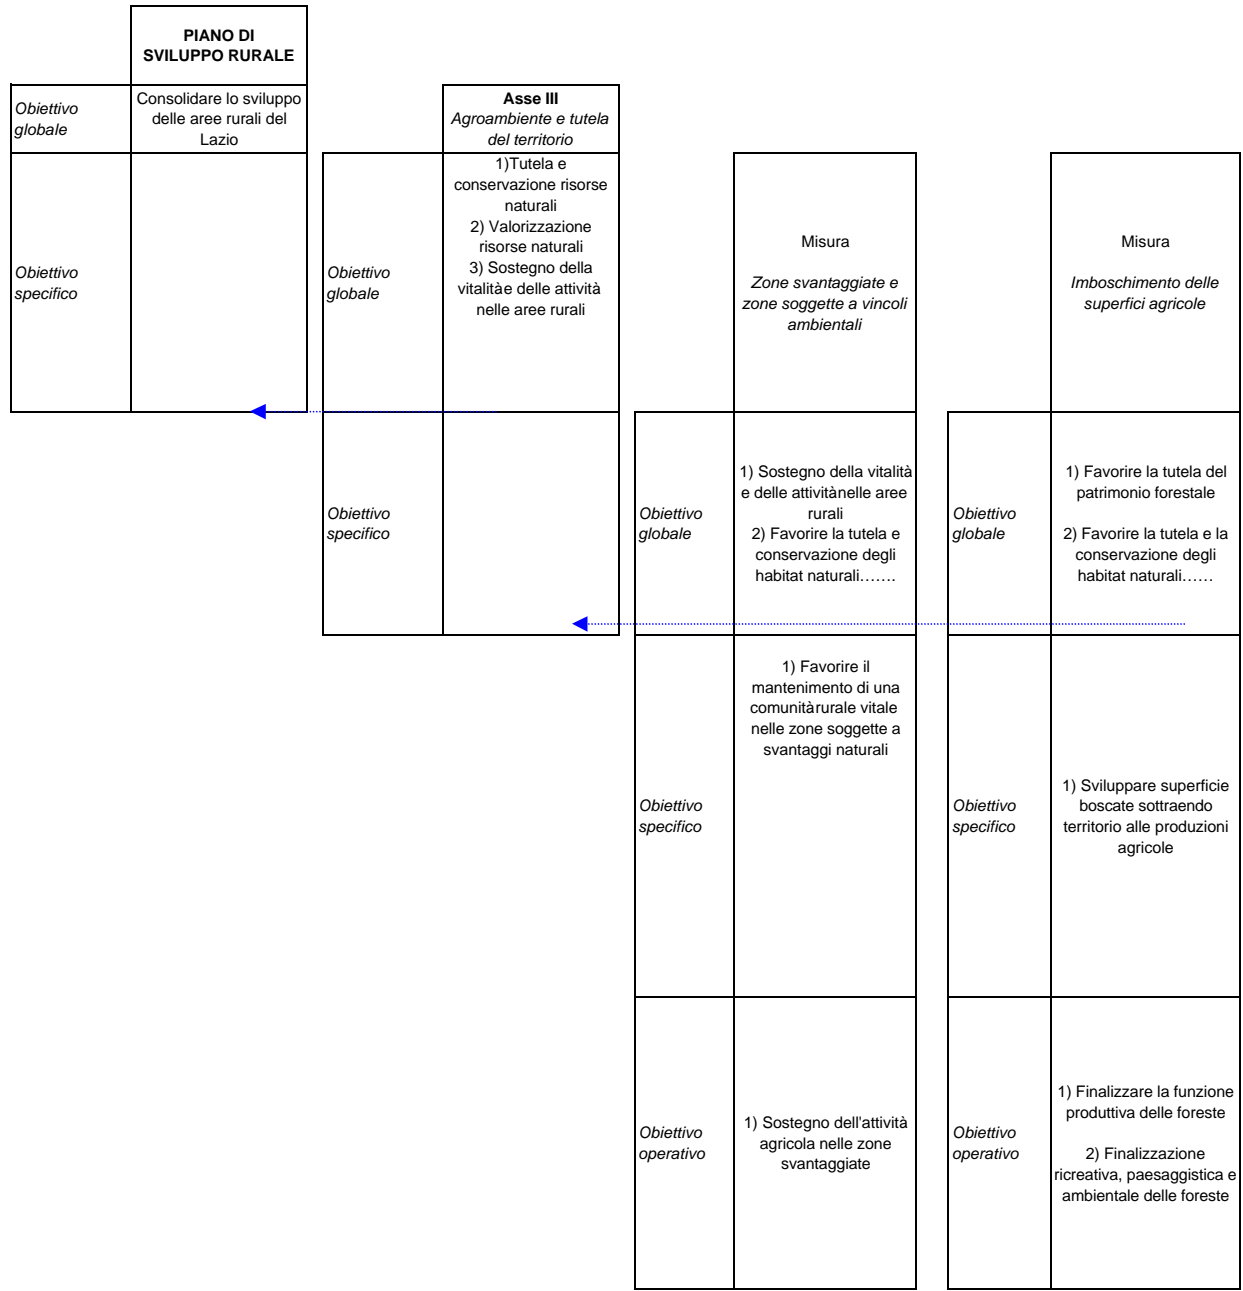 PIANO DI
SVILUPPO RURALE
Obiettivo
globale
Consolidare lo sviluppo
delle aree rurali del
Lazio
Asse III
Agroambiente e tutela
del territorio
Obiettivo
specifico
Obiettivo
globale
1)Tutela e
conservazione risorse
naturali
2) Valorizzazione
risorse naturali
3) Sostegno della
vitalità e delle attività
nelle aree rurali
Misura
Zone svantaggiate e
zone soggette a vincoli
ambientali
Misura
Imboschimento delle
superfici agricole
Obiettivo
specifico
Obiettivo
globale
1) Sostegno della vitalità
e delle attività nelle aree
rurali
2) Favorire la tutela e
conservazione degli
habitat naturali.……
Obiettivo
globale
1) Favorire la tutela del
patrimonio forestale
2) Favorire la tutela e la
conservazione degli
habitat naturali……
Obiettivo
specifico
1) Favorire il
mantenimento di una
comunità rurale vitale
nelle zone soggette a
svantaggi naturali
Obiettivo
specifico
1) Sviluppare superficie
boscate sottraendo
territorio alle produzioni
agricole
Obiettivo
operativo
1) Sostegno dell'attività
agricola nelle zone
svantaggiate
Obiettivo
operativo
1) Finalizzare la funzione
produttiva delle foreste
2) Finalizzazione
ricreativa, paesaggistica e
ambientale delle foreste